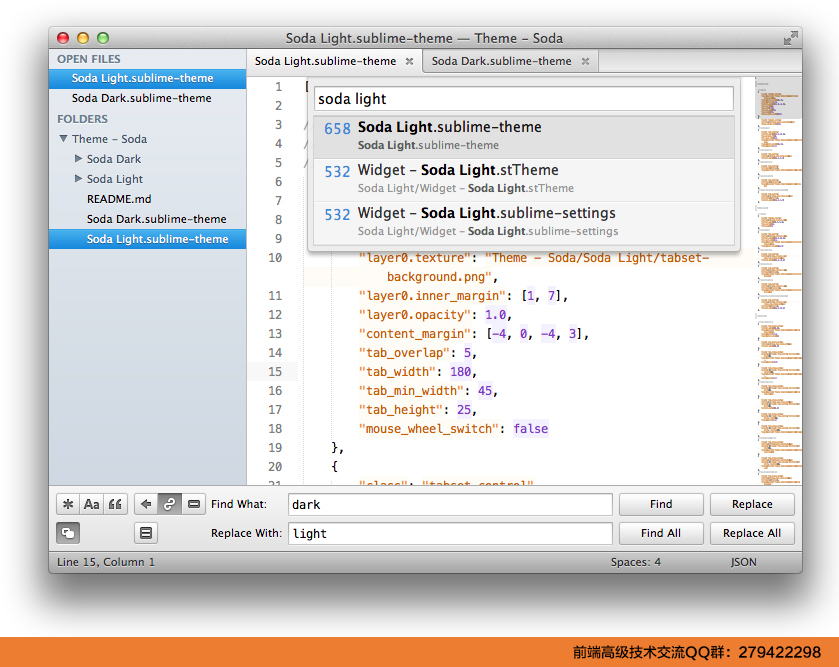 Soda Light.sublime-theme — Theme - Soda
OPEN FILES
Soda Light.sublime-theme
Soda Dark.sublime-theme
FOLDERS
Theme - Soda
Soda Dark
Soda Light
README.md
Soda Dark.sublime-theme
Soda Light.sublime-theme
Soda Light.sublime-theme
Soda Dark.sublime-theme
soda light
658 Soda Light.sublime-theme
Soda Light.sublime-theme
532 Widget - Soda Light.stTheme
Soda Light/Widget - Soda Light.stTheme
532 Widget - Soda Light.sublime-settings
Soda Light/Widget - Soda Light.sublime-settings
1 [
2
3 /
4 /
5 /
6
7
8
9
10 "layer0.texture": "Theme - Soda/Soda Light/tabset-
background.png",
11 "layer0.inner_margin": [1, 7],
12 "layer0.opacity": 1.0,
13 "content_margin": [-4, 0, -4, 3],
14 "tab_overlap": 5,
15 "tab_width": 180,
16 "tab_min_width": 45,
17 "tab_height": 25,
18 "mouse_wheel_switch": false
19 },
20 {
21 "class": "tabset_control"
Aa
Find What: dark
Find
Replace
Replace With: light
Find All
Replace All
Line 15, Column 1
Spaces: 4
JSON
前端高级技术交流QQ群：279422298